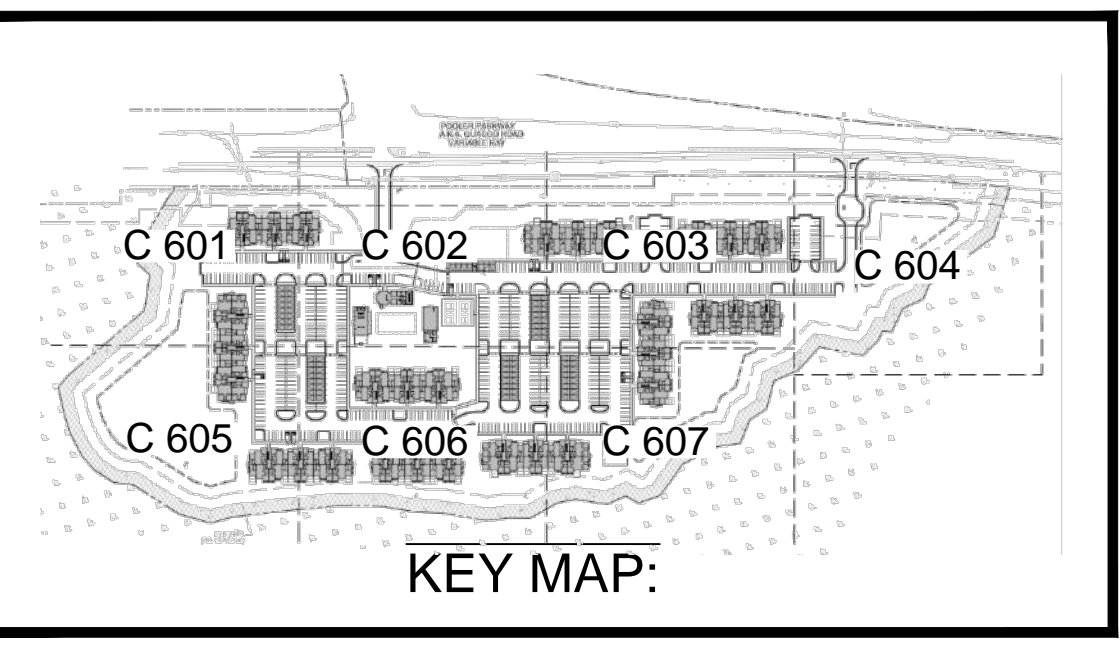 POOLER PARKWAY
A.K.A. QUACCO ROAD
VARIABLE R/W
C 601
C 602
C 603
C 604
C 605
C 606
C 607
KEY MAP: